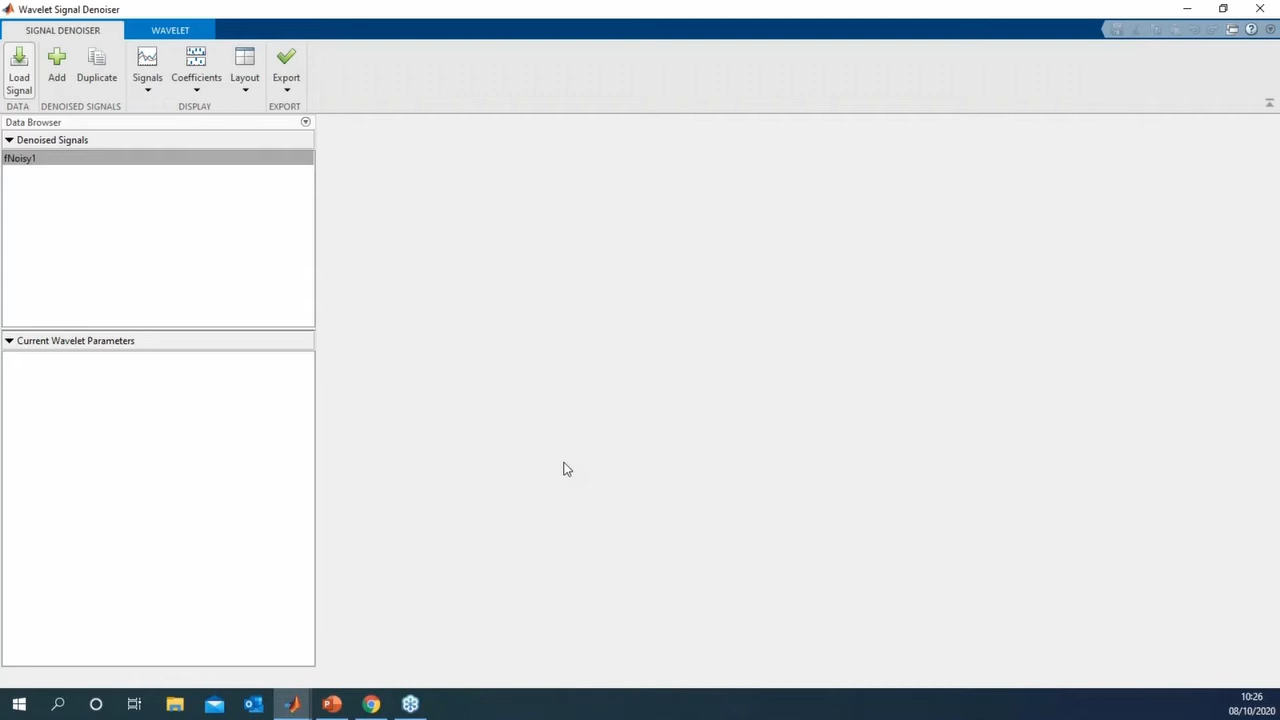 Wavelet Signal Denoiser
SIGNAL DENOISER
WAVELET
Load Signal
Add
Duplicate
Signals
Coefficients
Layout
Export
DATA
DENOISED SIGNALS
DISPLAY
EXPORT
Data Browser
Denoised Signals
fNoisy1
Current Wavelet Parameters
10:26
08/10/2020